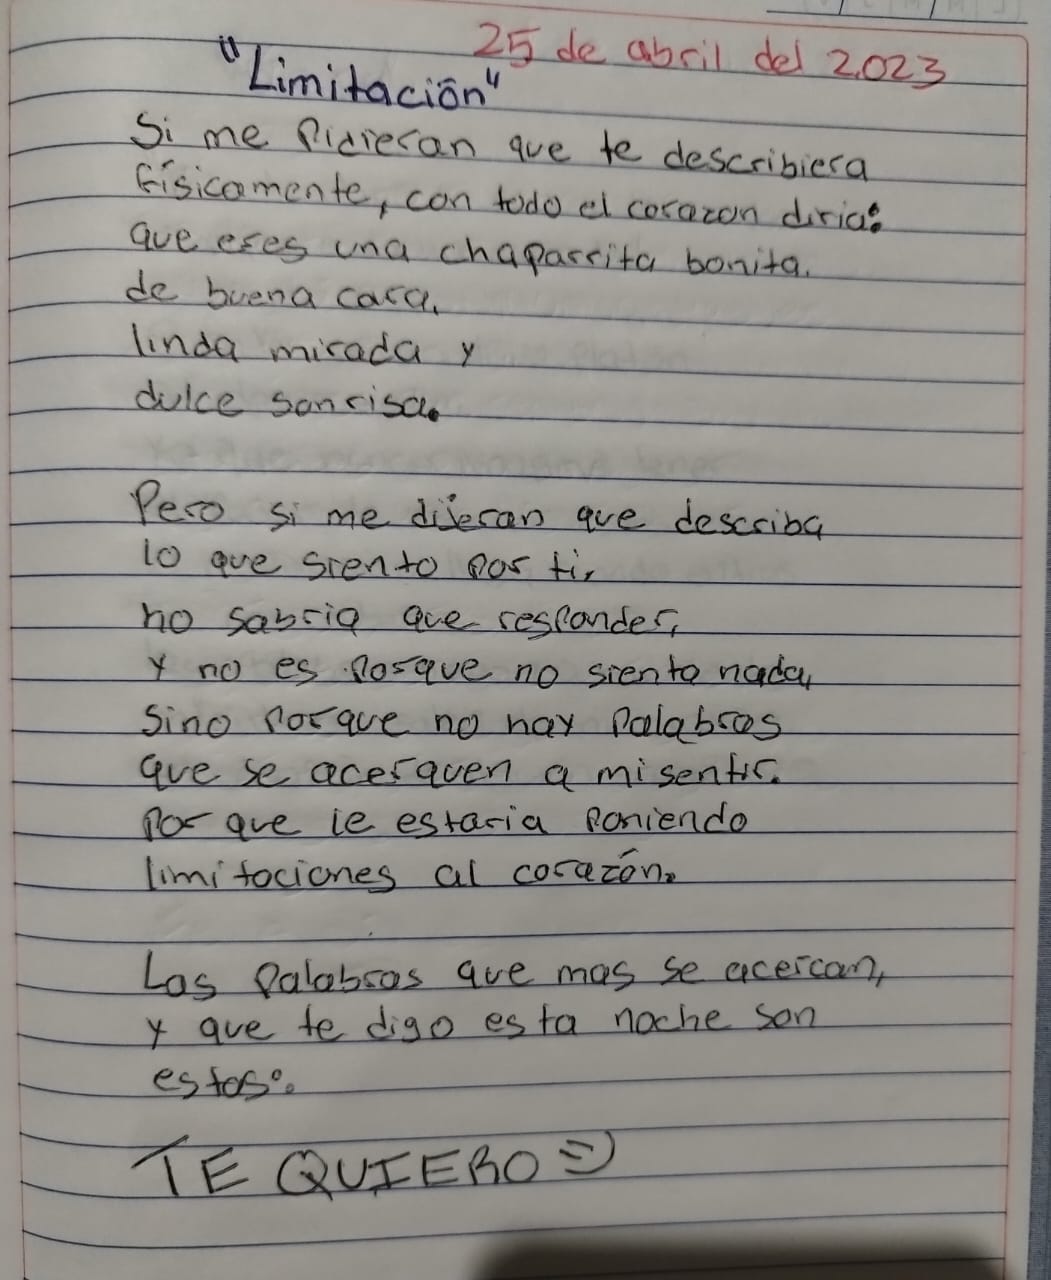 25 de abril del 2023
"Limitación"
Si me Pidieran que te describiera
físicamente, con todo el corazon diria:
que eres una chaparrita bonita,
de buena cara,
linda mirada y
dulce sonrisa.
Pero si me dijeran que describa
lo que siento por ti,
no sabria que responder,
y no es porque no sienta nada,
Sino porque no hay Palabras
que se acerquen a mi sentir.
Por que le estaria poniendo
limitaciones al corazón.
Las Palabras que mas se acercan,
y que te digo esta noche son
estas:
TE QUIERO =)